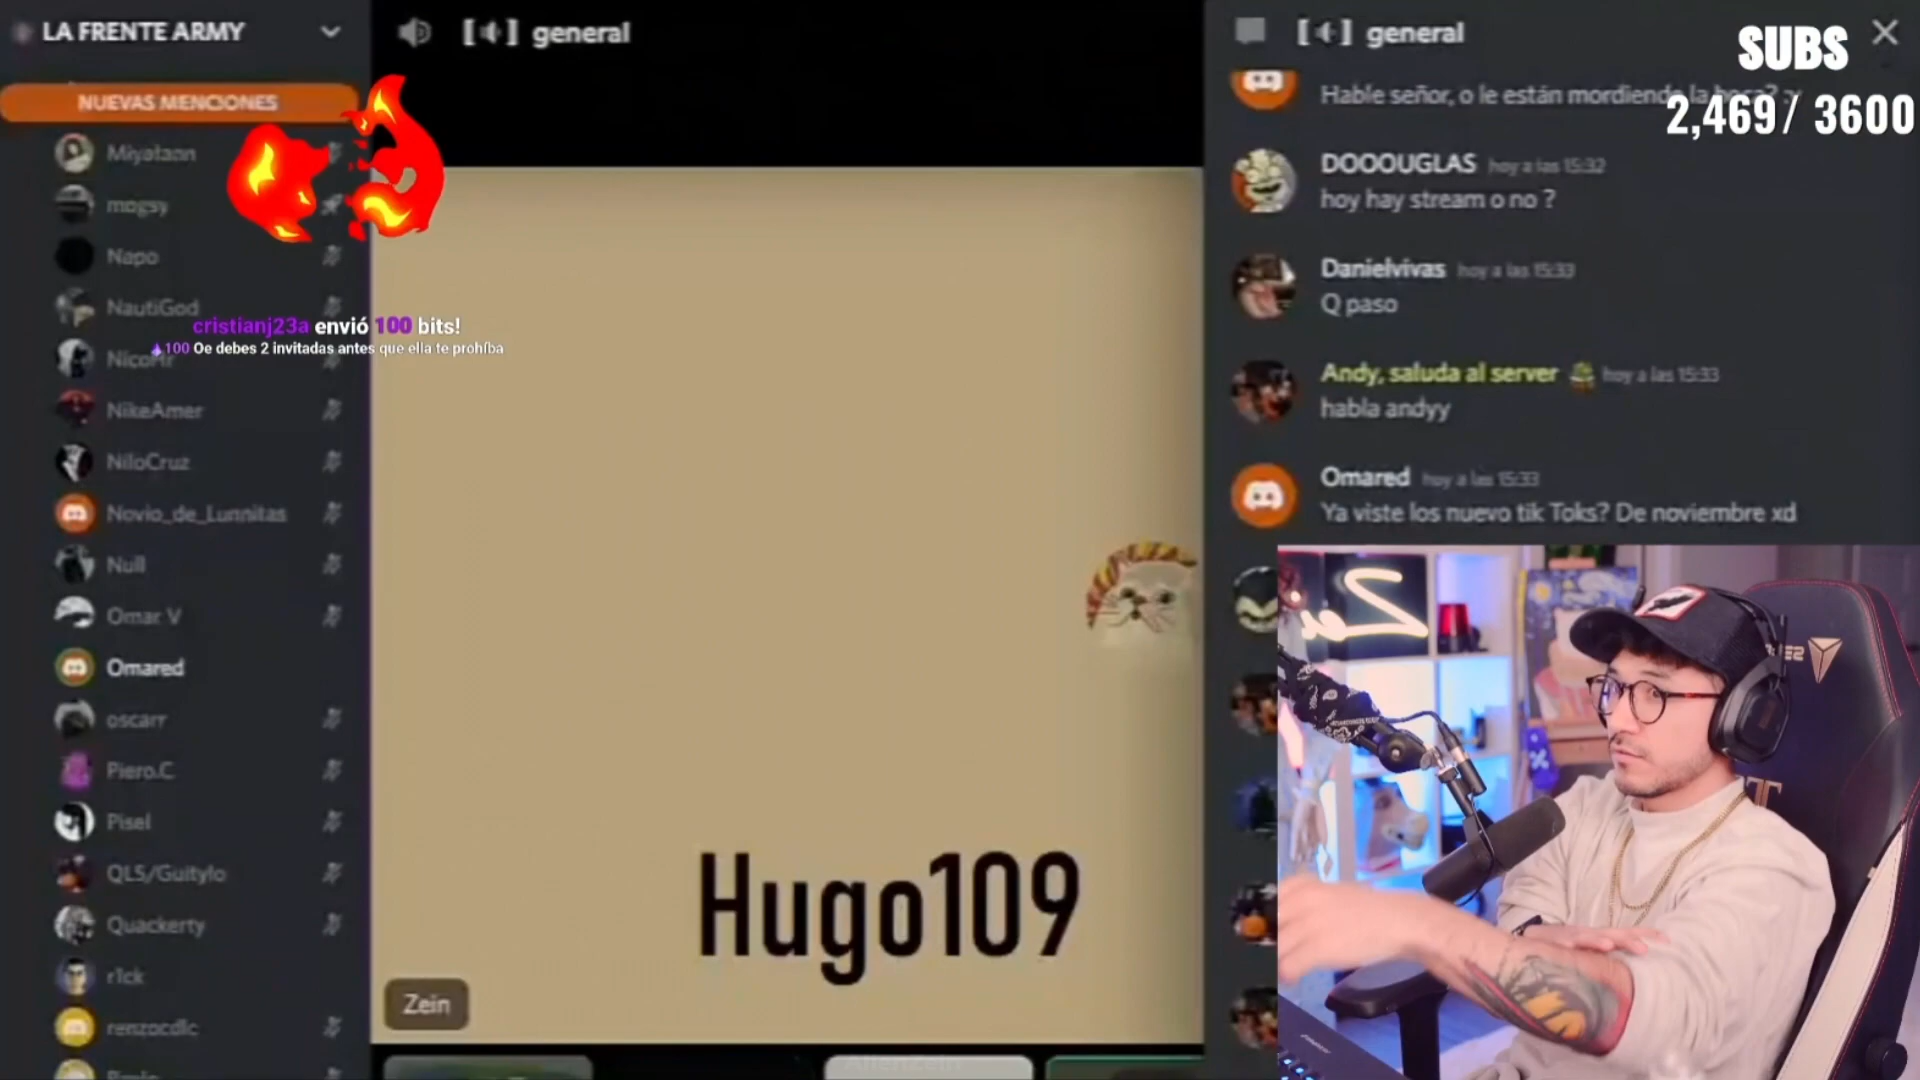 LA FRENTE ARMY
NUEVAS MENCIONES
Miyataon
mogsy
Napo
NautiGod
cristianj23a envió 100 bits!
100 Oe debes 2 invitadas antes que ella te prohíba
NikeAmer
NiloCruz
Novio_de_Lunnitas
Null
Omar V
Omared
oscarr
Piero.C
Pisel
QLS/Guitylo
Quackerty
r1ck
renzocdlc
general
Hugo109
Zein
general
SUBS
2,469/ 3600
Hable señor, o le están mordiendo la boca? :v
DOOOUGLAS hoy a las 15:32
hoy hay stream o no ?
Danielvivas hoy a las 15:33
Q paso
Andy, saluda al server hoy a las 15:33
habla andyy
Omared hoy a las 15:33
Ya viste los nuevo tik Toks? De noviembre xd